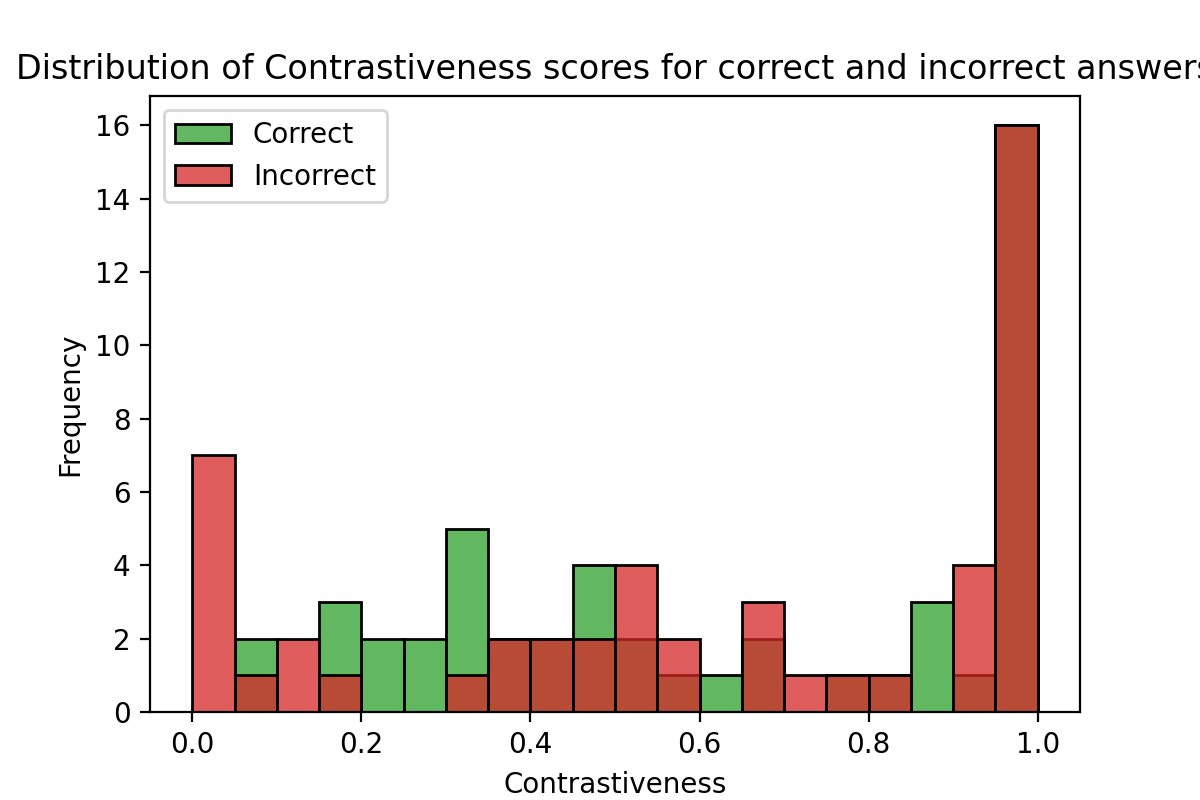 Distribution of Contrastiveness scores for correct and incorrect answers
Correct
Incorrect
16
14
12
10
8
6
4
2
0
Frequency
0.0 0.2 0.4 0.6 0.8 1.0
Contrastiveness